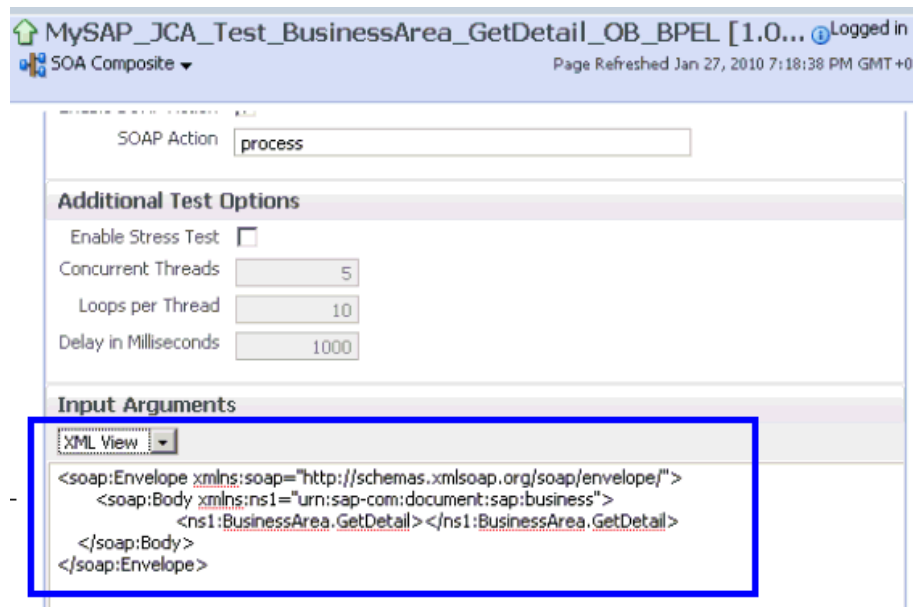 MySAP_JCA_Test_BusinessArea_GetDetail_OB_BPEL [1.0... Logged in
SOA Composite Page Refreshed Jan 27, 2010 7:18:38 PM GMT+0
SOAP Action process
Additional Test Options
Enable Stress Test
Concurrent Threads 5
Loops per Thread 10
Delay in Milliseconds 1000
Input Arguments
XML View
<soap:Envelope xmlns:soap="http://schemas.xmlsoap.org/soap/envelope/">
<soap:Body xmlns:ns1="urn:sap-com:document:sap:business">
<ns1:BusinessArea.GetDetail></ns1:BusinessArea.GetDetail>
</soap:Body>
</soap:Envelope>